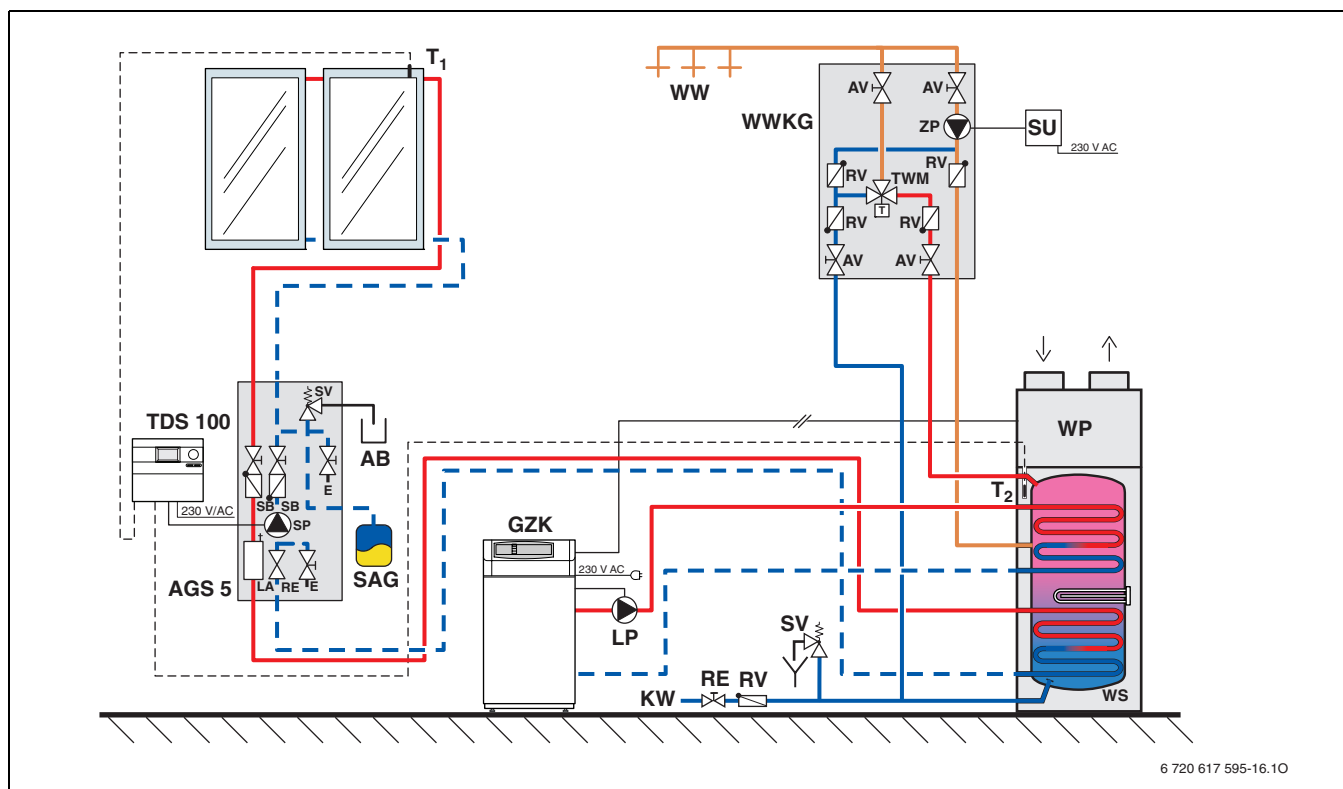 T1
WW
AV
AV
WWKG
ZP
SU
230 V AC
RV
RV
TWM
T
RV
RV
AV
AV
SV
TDS 100
AB
E
WP
SB
SB
230 V/AC
SP
T2
GZK
SAG
230 V AC
AGS 5
LA
RE
E
LP
SV
RE
RV
KW
WS
6 720 617 595-16.1O